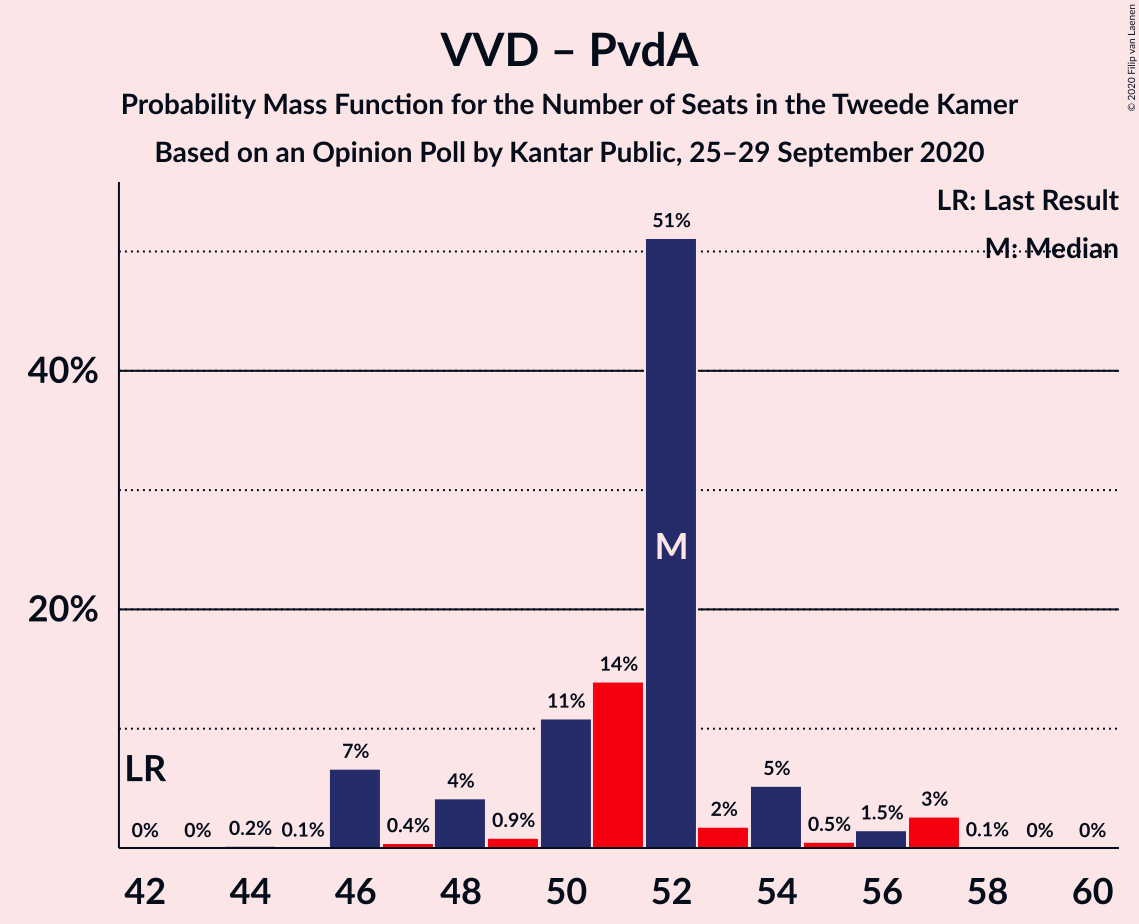 VVD – PvdA
Probability Mass Function for the Number of Seats in the Tweede Kamer
Based on an Opinion Poll by Kantar Public, 25–29 September 2020
© 2020 Filip van Laenen
LR: Last Result
M: Median
40%
20%
LR
0%
0%
0.2%
0.1%
7%
0.4%
4%
0.9%
11%
14%
51%
M
2%
5%
0.5%
1.5%
3%
0.1%
0%
0%
42 44 46 48 50 52 54 56 58 60